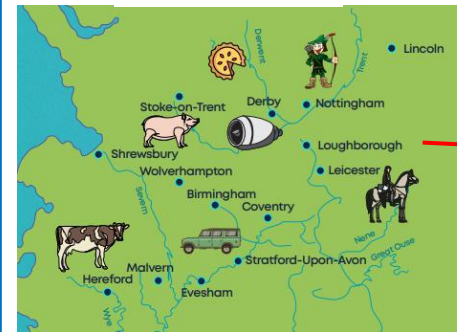 Derwent
Trent
Lincoln
Stoke-on-Trent
Derby
Nottingham
Loughborough
Shrewsbury
Wolverhampton
Leicester
Severn
Birmingham
Coventry
Nene
Great Ouse
Stratford-Upon-Avon
Malvern
Hereford
Evesham
Wye